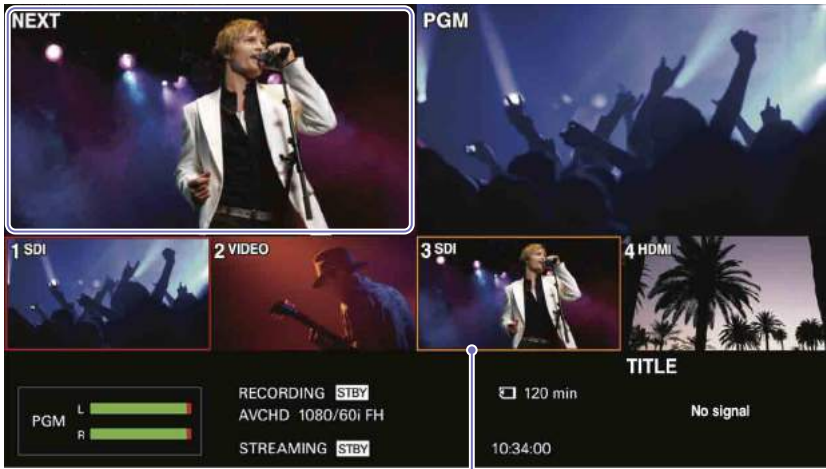 NEXT
PGM
1 SDI
2 VIDEO
3 SDI
4 HDMI
TITLE
No signal
PGM
L
R
RECORDING STBY
AVCHD 1080/60i FH
STREAMING STBY
120 min
10:34:00